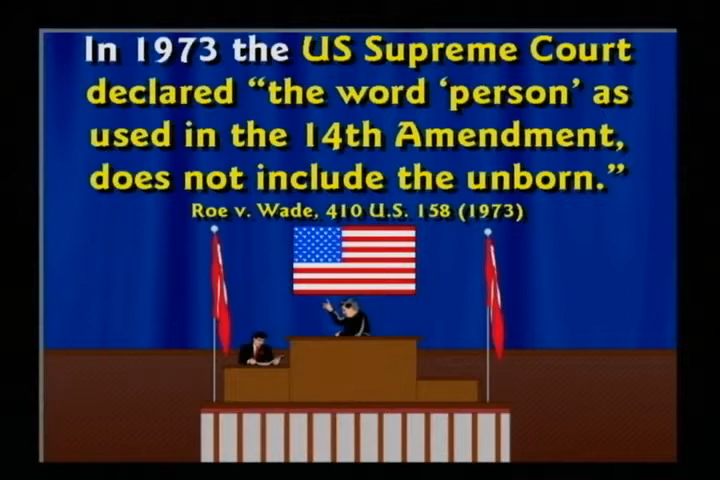 In 1973 the US Supreme Court
declared “the word ‘person’ as
used in the 14th Amendment,
does not include the unborn.”
Roe v. Wade, 410 U.S. 158 (1973)